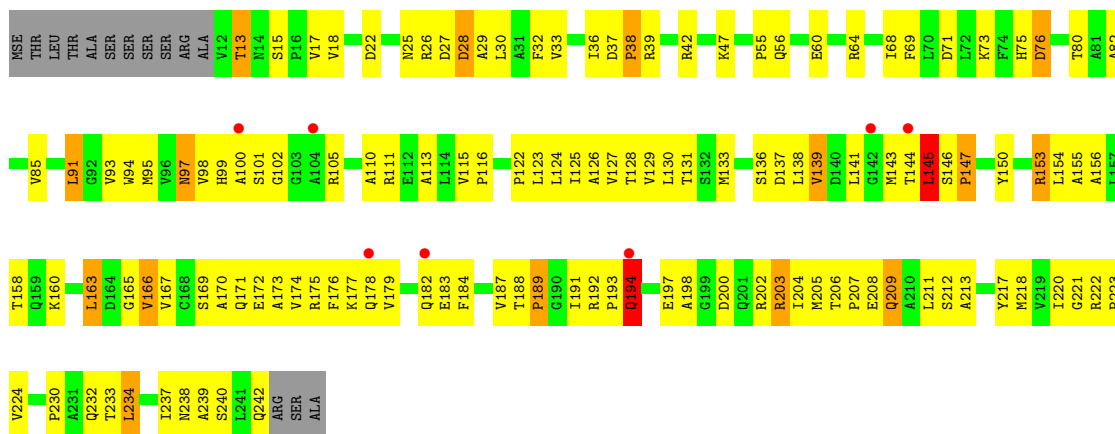 MSE THR LEU THR ALA SER SER SER SER ARG ALA V12 T13 N14 S15 P16 V17 V18 D22 N25 R26 D27 D28 A29 L30 A31 F32 V33 I36 D37 P38 R39 R42 K47 P55 Q56 E60 R64 I68 F69 L70 D71 L72 K73 F74 H75 D76 T80 A81 A82
V85 L91 G92 V93 W94 M95 V96 N97 V98 H99 A100 S101 G102 G103 A104 R105 A110 R111 E112 A113 L114 V115 P116 P122 L123 L124 I125 A126 V127 T128 V129 L130 T131 S132 M133 S136 D137 L138 V139 D140 L141 G142 M143 T144 L145 S146 P147 Y150 R153 L154 A155 A156 L157
T158 Q159 K160 L163 D164 G165 V166 V167 C168 S169 A170 Q171 E172 A173 V174 R175 F176 K177 Q178 V179 Q182 E183 F184 V187 T188 P189 G190 I191 R192 P193 Q194 E197 A198 G199 D200 Q201 R202 R203 I204 M205 T206 P207 E208 Q209 A210 L211 S212 A213 Y217 M218 V219 I220 G221 R222
V224 P230 A231 Q232 T233 L234 I237 N238 A239 S240 L241 Q242 ARG SER ALA